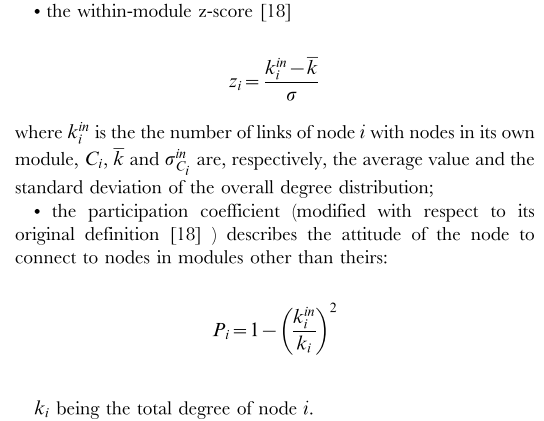 • the within-module z-score [18]
z_i = \frac{k_i^{in} - \overline{k}}{\sigma}
where k_i^{in} is the the number of links of node i with nodes in its own
module, C_i, \overline{k} and \sigma_{C_i}^{in} are, respectively, the average value and the
standard deviation of the overall degree distribution;
• the participation coefficient (modified with respect to its
original definition [18] ) describes the attitude of the node to
connect to nodes in modules other than theirs:
P_i = 1 - \left(\frac{k_i^{in}}{k_i}\right)^2
k_i being the total degree of node i.